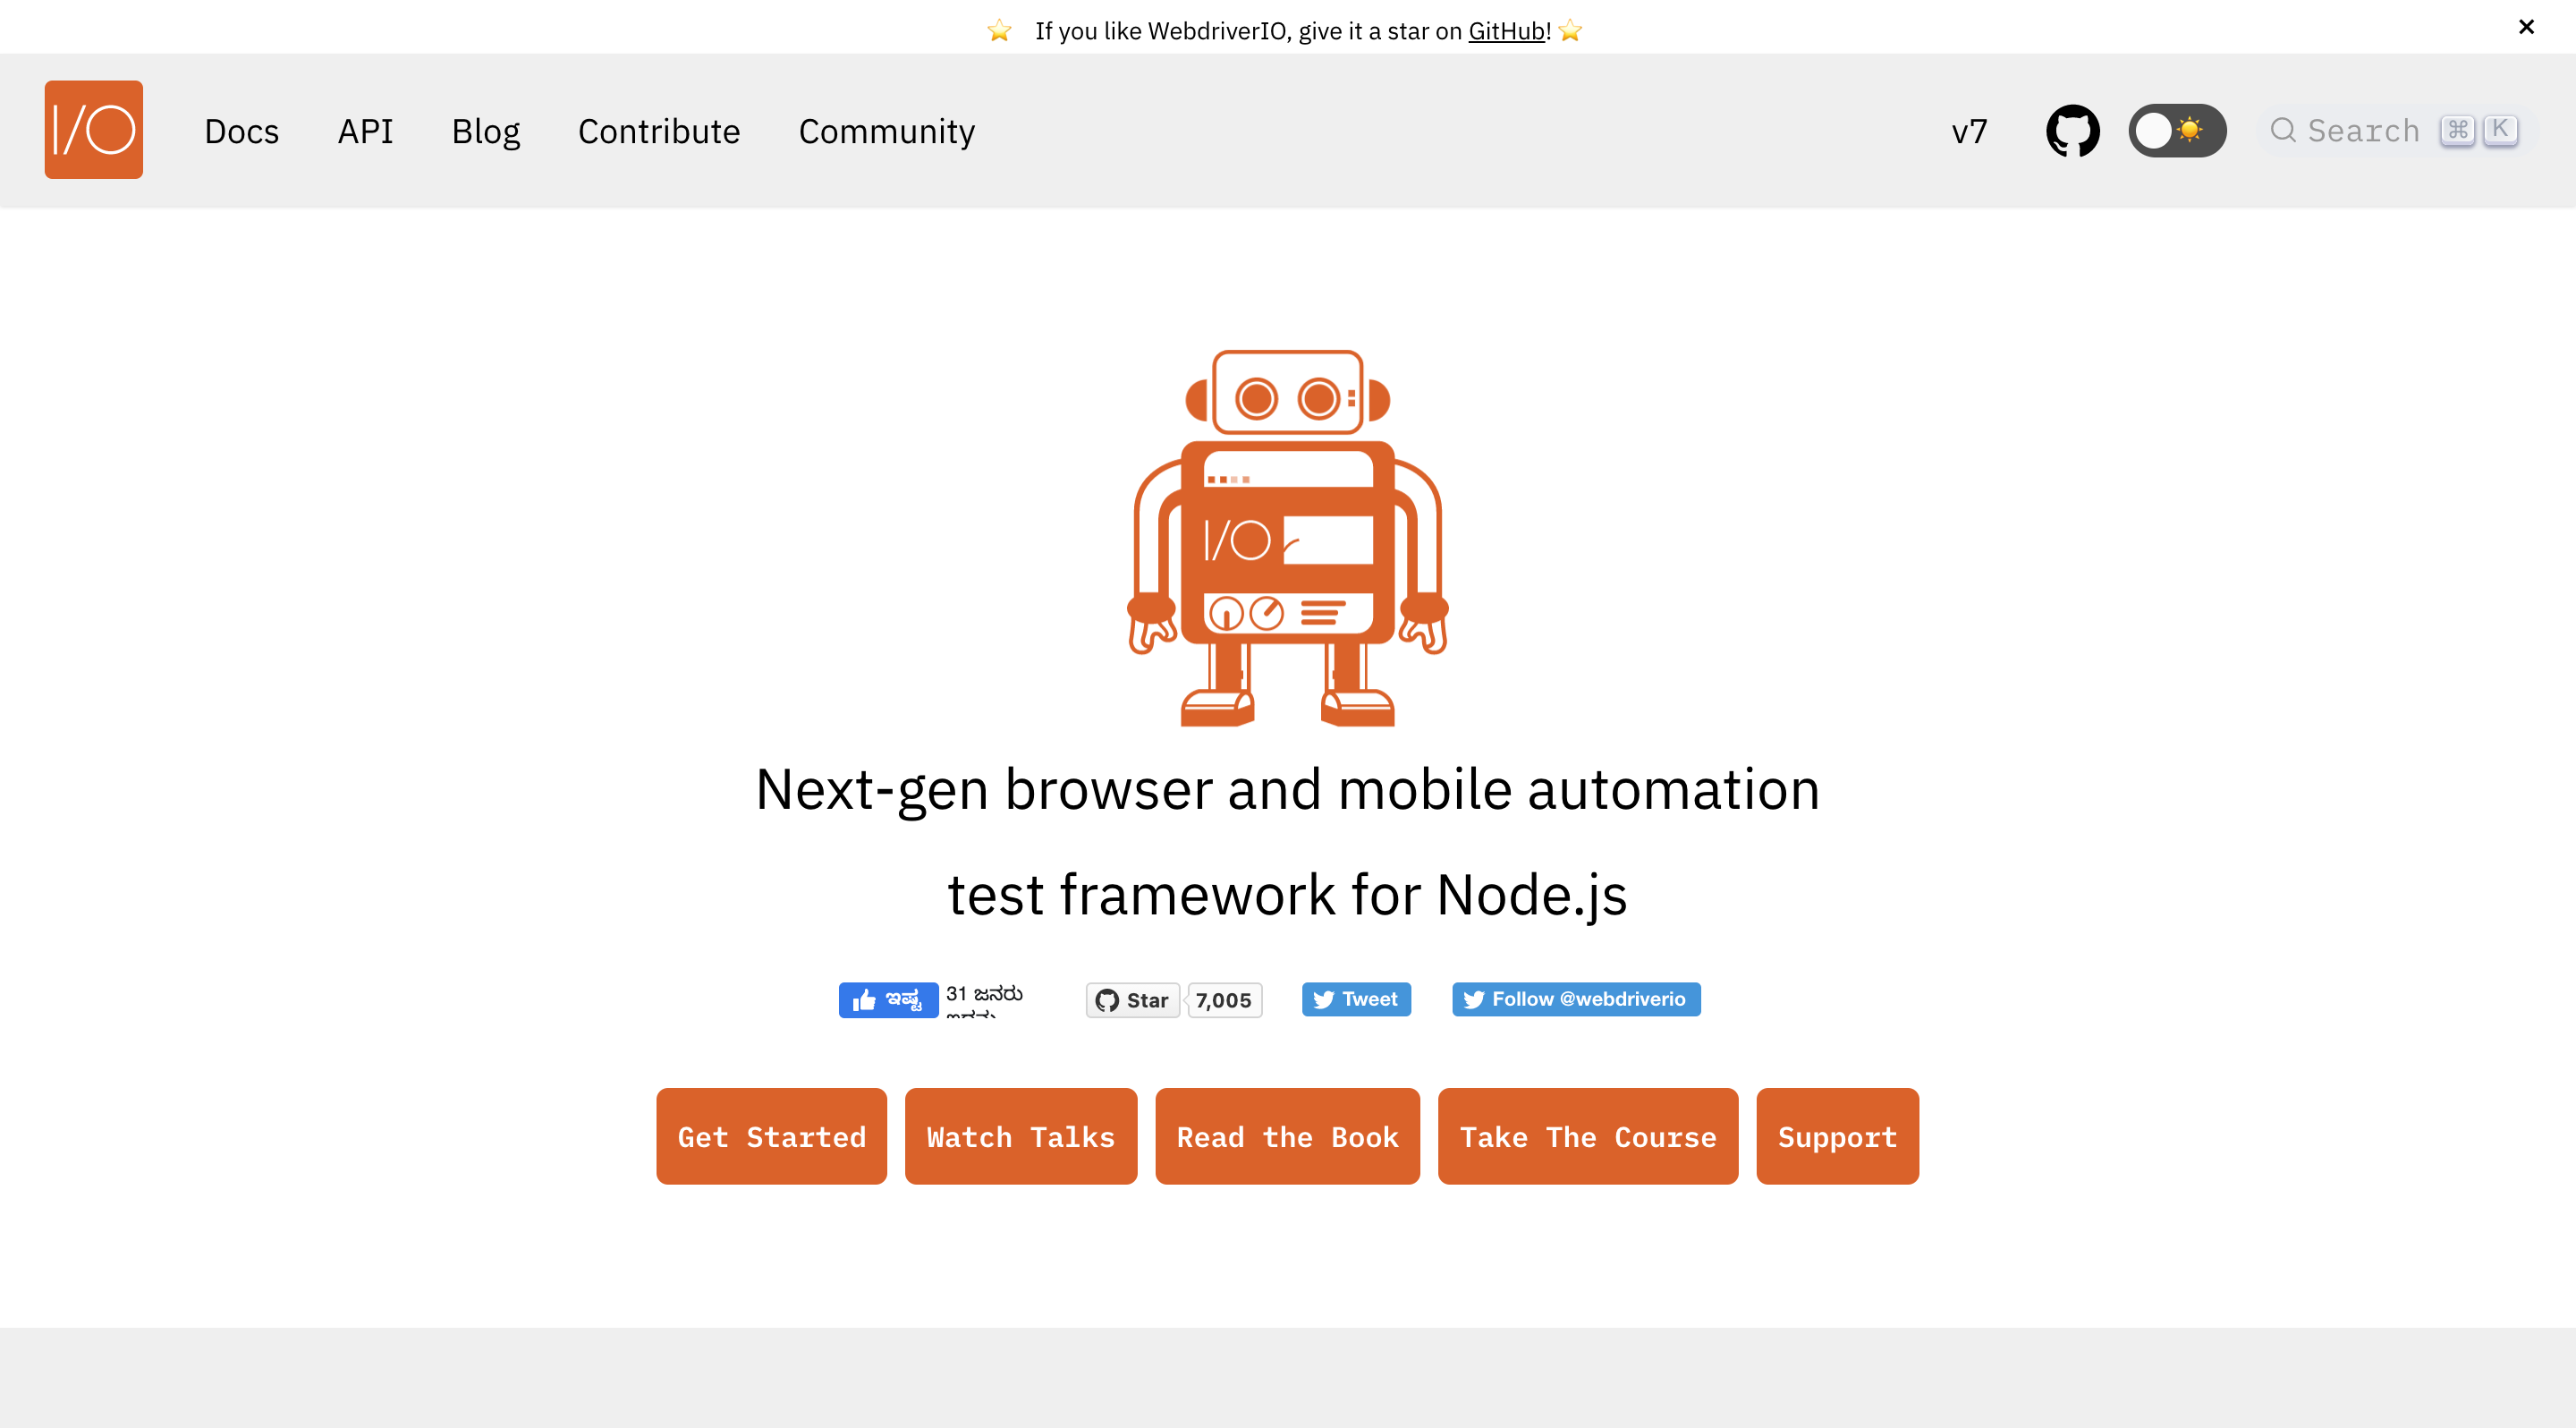 If you like WebdriverIO, give it a star on GitHub!
I/O
Docs API Blog Contribute Community v7 Search ⌘ K
I/O
Next-gen browser and mobile automation
test framework for Node.js
ಇಷ್ಟ 31 ಜನರು Star 7,005 Tweet Follow @webdriverio
Get Started Watch Talks Read the Book Take The Course Support